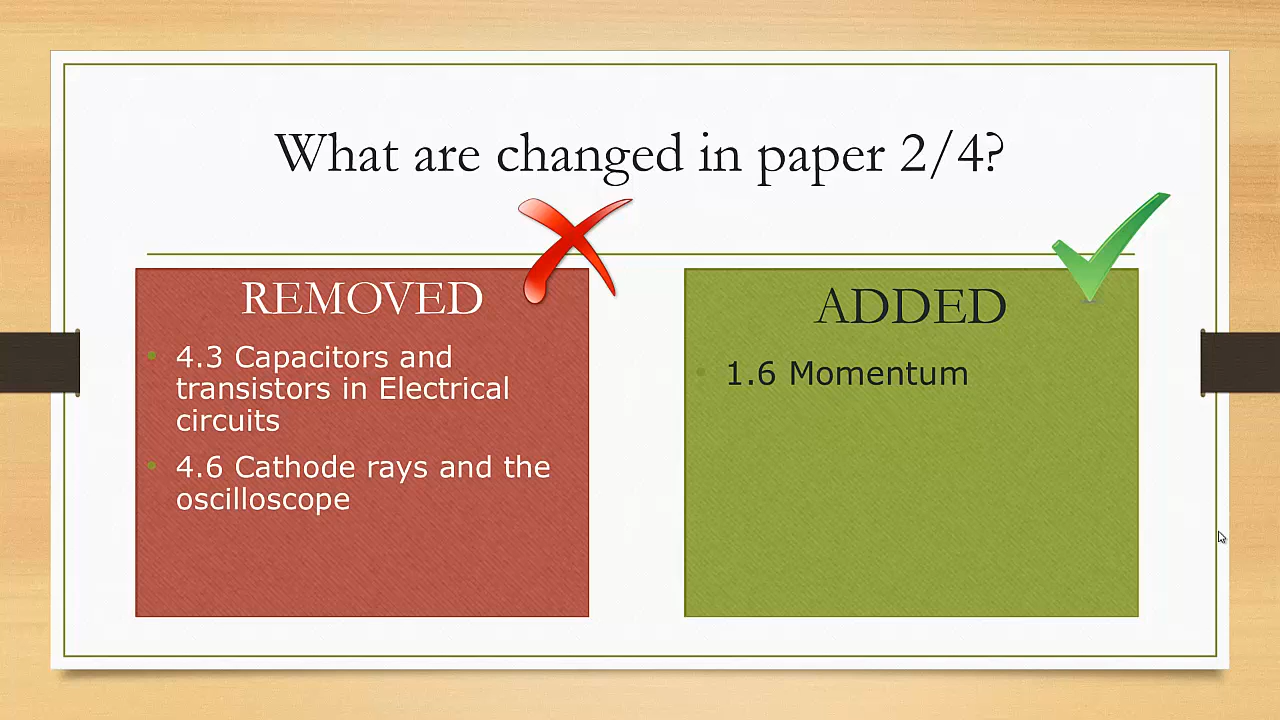 What are changed in paper 2/4?
REMOVED
4.3 Capacitors and
transistors in Electrical
circuits
4.6 Cathode rays and the
oscilloscope
ADDED
1.6 Momentum